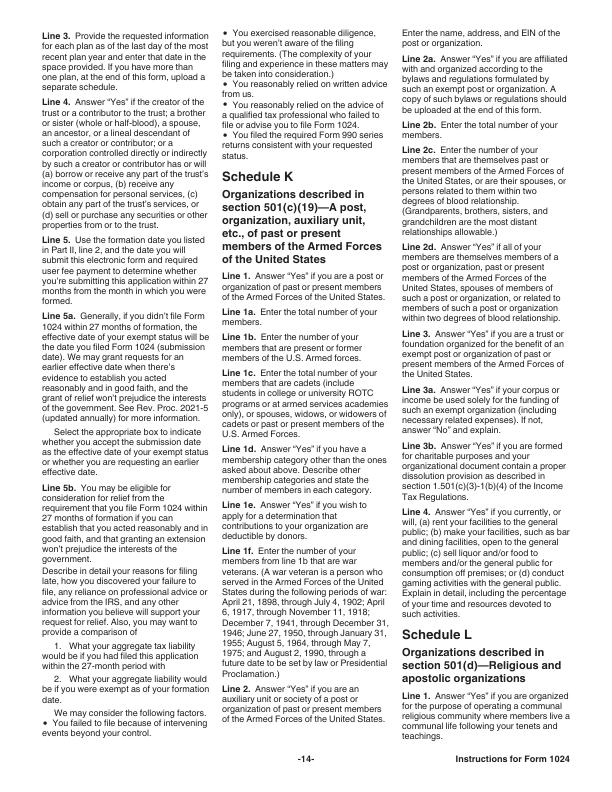 Line 3. Provide the requested information
for each plan as of the last day of the most
recent plan year and enter that date in the
space provided. If you have more than
one plan, at the end of this form, upload a
separate schedule.
Line 4. Answer “Yes” if the creator of the
trust or a contributor to the trust; a brother
or sister (whole or half-blood), a spouse,
an ancestor, or a lineal descendant of
such a creator or contributor; or a
corporation controlled directly or indirectly
by such a creator or contributor has or will
(a) borrow or receive any part of the trust’s
income or corpus, (b) receive any
compensation for personal services, (c)
obtain any part of the trust’s services, or
(d) sell or purchase any securities or other
properties from or to the trust.
Line 5. Use the formation date you listed
in Part II, line 2, and the date you will
submit this electronic form and required
user fee payment to determine whether
you’re submitting this application within 27
months from the month in which you were
formed.
Line 5a. Generally, if you didn’t file Form
1024 within 27 months of formation, the
effective date of your exempt status will be
the date you filed Form 1024 (submission
date). We may grant requests for an
earlier effective date when there’s
evidence to establish you acted
reasonably and in good faith, and the
grant of relief won’t prejudice the interests
of the government. See Rev. Proc. 2021-5
(updated annually) for more information.
Select the appropriate box to indicate
whether you accept the submission date
as the effective date of your exempt status
or whether you are requesting an earlier
effective date.
Line 5b. You may be eligible for
consideration for relief from the
requirement that you file Form 1024 within
27 months of formation if you can
establish that you acted reasonably and in
good faith, and that granting an extension
won’t prejudice the interests of the
government.
Describe in detail your reasons for filing
late, how you discovered your failure to
file, any reliance on professional advice or
advice from the IRS, and any other
information you believe will support your
request for relief. Also, you may want to
provide a comparison of
1. What your aggregate tax liability
would be if you had filed this application
within the 27-month period with
2. What your aggregate liability would
be if you were exempt as of your formation
date.
We may consider the following factors.
• You failed to file because of intervening
events beyond your control.
• You exercised reasonable diligence,
but you weren’t aware of the filing
requirements. (The complexity of your
filing and experience in these matters may
be taken into consideration.)
• You reasonably relied on written advice
from us.
• You reasonably relied on the advice of
a qualified tax professional who failed to
file or advise you to file Form 1024.
• You filed the required Form 990 series
returns consistent with your requested
status.
Schedule K
Organizations described in
section 501(c)(19)—A post,
organization, auxiliary unit,
etc., of past or present
members of the Armed Forces
of the United States
Line 1. Answer “Yes” if you are a post or
organization of past or present members
of the Armed Forces of the United States.
Line 1a. Enter the total number of your
members.
Line 1b. Enter the number of your
members that are present or former
members of the U.S. Armed forces.
Line 1c. Enter the total number of your
members that are cadets (include
students in college or university ROTC
programs or at armed services academies
only), or spouses, widows, or widowers of
cadets or past or present members of the
U.S. Armed Forces.
Line 1d. Answer “Yes” if you have a
membership category other than the ones
asked about above. Describe other
membership categories and state the
number of members in each category.
Line 1e. Answer “Yes” if you wish to
apply for a determination that
contributions to your organization are
deductible by donors.
Line 1f. Enter the number of your
members from line 1b that are war
veterans. (A war veteran is a person who
served in the Armed Forces of the United
States during the following periods of war:
April 21, 1898, through July 4, 1902; April
6, 1917, through November 11, 1918;
December 7, 1941, through December 31,
1946; June 27, 1950, through January 31,
1955; August 5, 1964, through May 7,
1975; and August 2, 1990, through a
future date to be set by law or Presidential
Proclamation.)
Line 2. Answer “Yes” if you are an
auxiliary unit or society of a post or
organization of past or present members
of the Armed Forces of the United States.
Enter the name, address, and EIN of the
post or organization.
Line 2a. Answer “Yes” if you are affiliated
with and organized according to the
bylaws and regulations formulated by
such an exempt post or organization. A
copy of such bylaws or regulations should
be uploaded at the end of this form.
Line 2b. Enter the total number of your
members.
Line 2c. Enter the total number of your
members that are themselves past or
present members of the Armed Forces of
the United States, or are their spouses, or
persons related to them within two
degrees of blood relationship.
(Grandparents, brothers, sisters, and
grandchildren are the most distant
relationships allowable.)
Line 2d. Answer “Yes” if all of your
members are themselves members of a
post or organization, past or present
members of the Armed Forces of the
United States, spouses of members of
such a post or organization, or related to
members of such a post or organization
within two degrees of blood relationship.
Line 3. Answer “Yes” if you are a trust or
foundation organized for the benefit of an
exempt post or organization of past or
present members of the Armed Forces of
the United States.
Line 3a. Answer “Yes” if your corpus or
income be used solely for the funding of
such an exempt organization (including
necessary related expenses). If not,
answer “No” and explain.
Line 3b. Answer “Yes” if you are formed
for charitable purposes and your
organizational document contain a proper
dissolution provision as described in
section 1.501(c)(3)-1(b)(4) of the Income
Tax Regulations.
Line 4. Answer “Yes” if you currently, or
will, (a) rent your facilities to the general
public; (b) make your facilities, such as bar
and dining facilities, open to the general
public; (c) sell liquor and/or food to
members and/or the general public for
consumption off premises; or (d) conduct
gaming activities with the general public.
Explain in detail, including the percentage
of your time and resources devoted to
such activities.
Schedule L
Organizations described in
section 501(d)—Religious and
apostolic organizations
Line 1. Answer “Yes” if you are organized
for the purpose of operating a communal
religious community where members live a
communal life following your tenets and
teachings.
-14-
Instructions for Form 1024